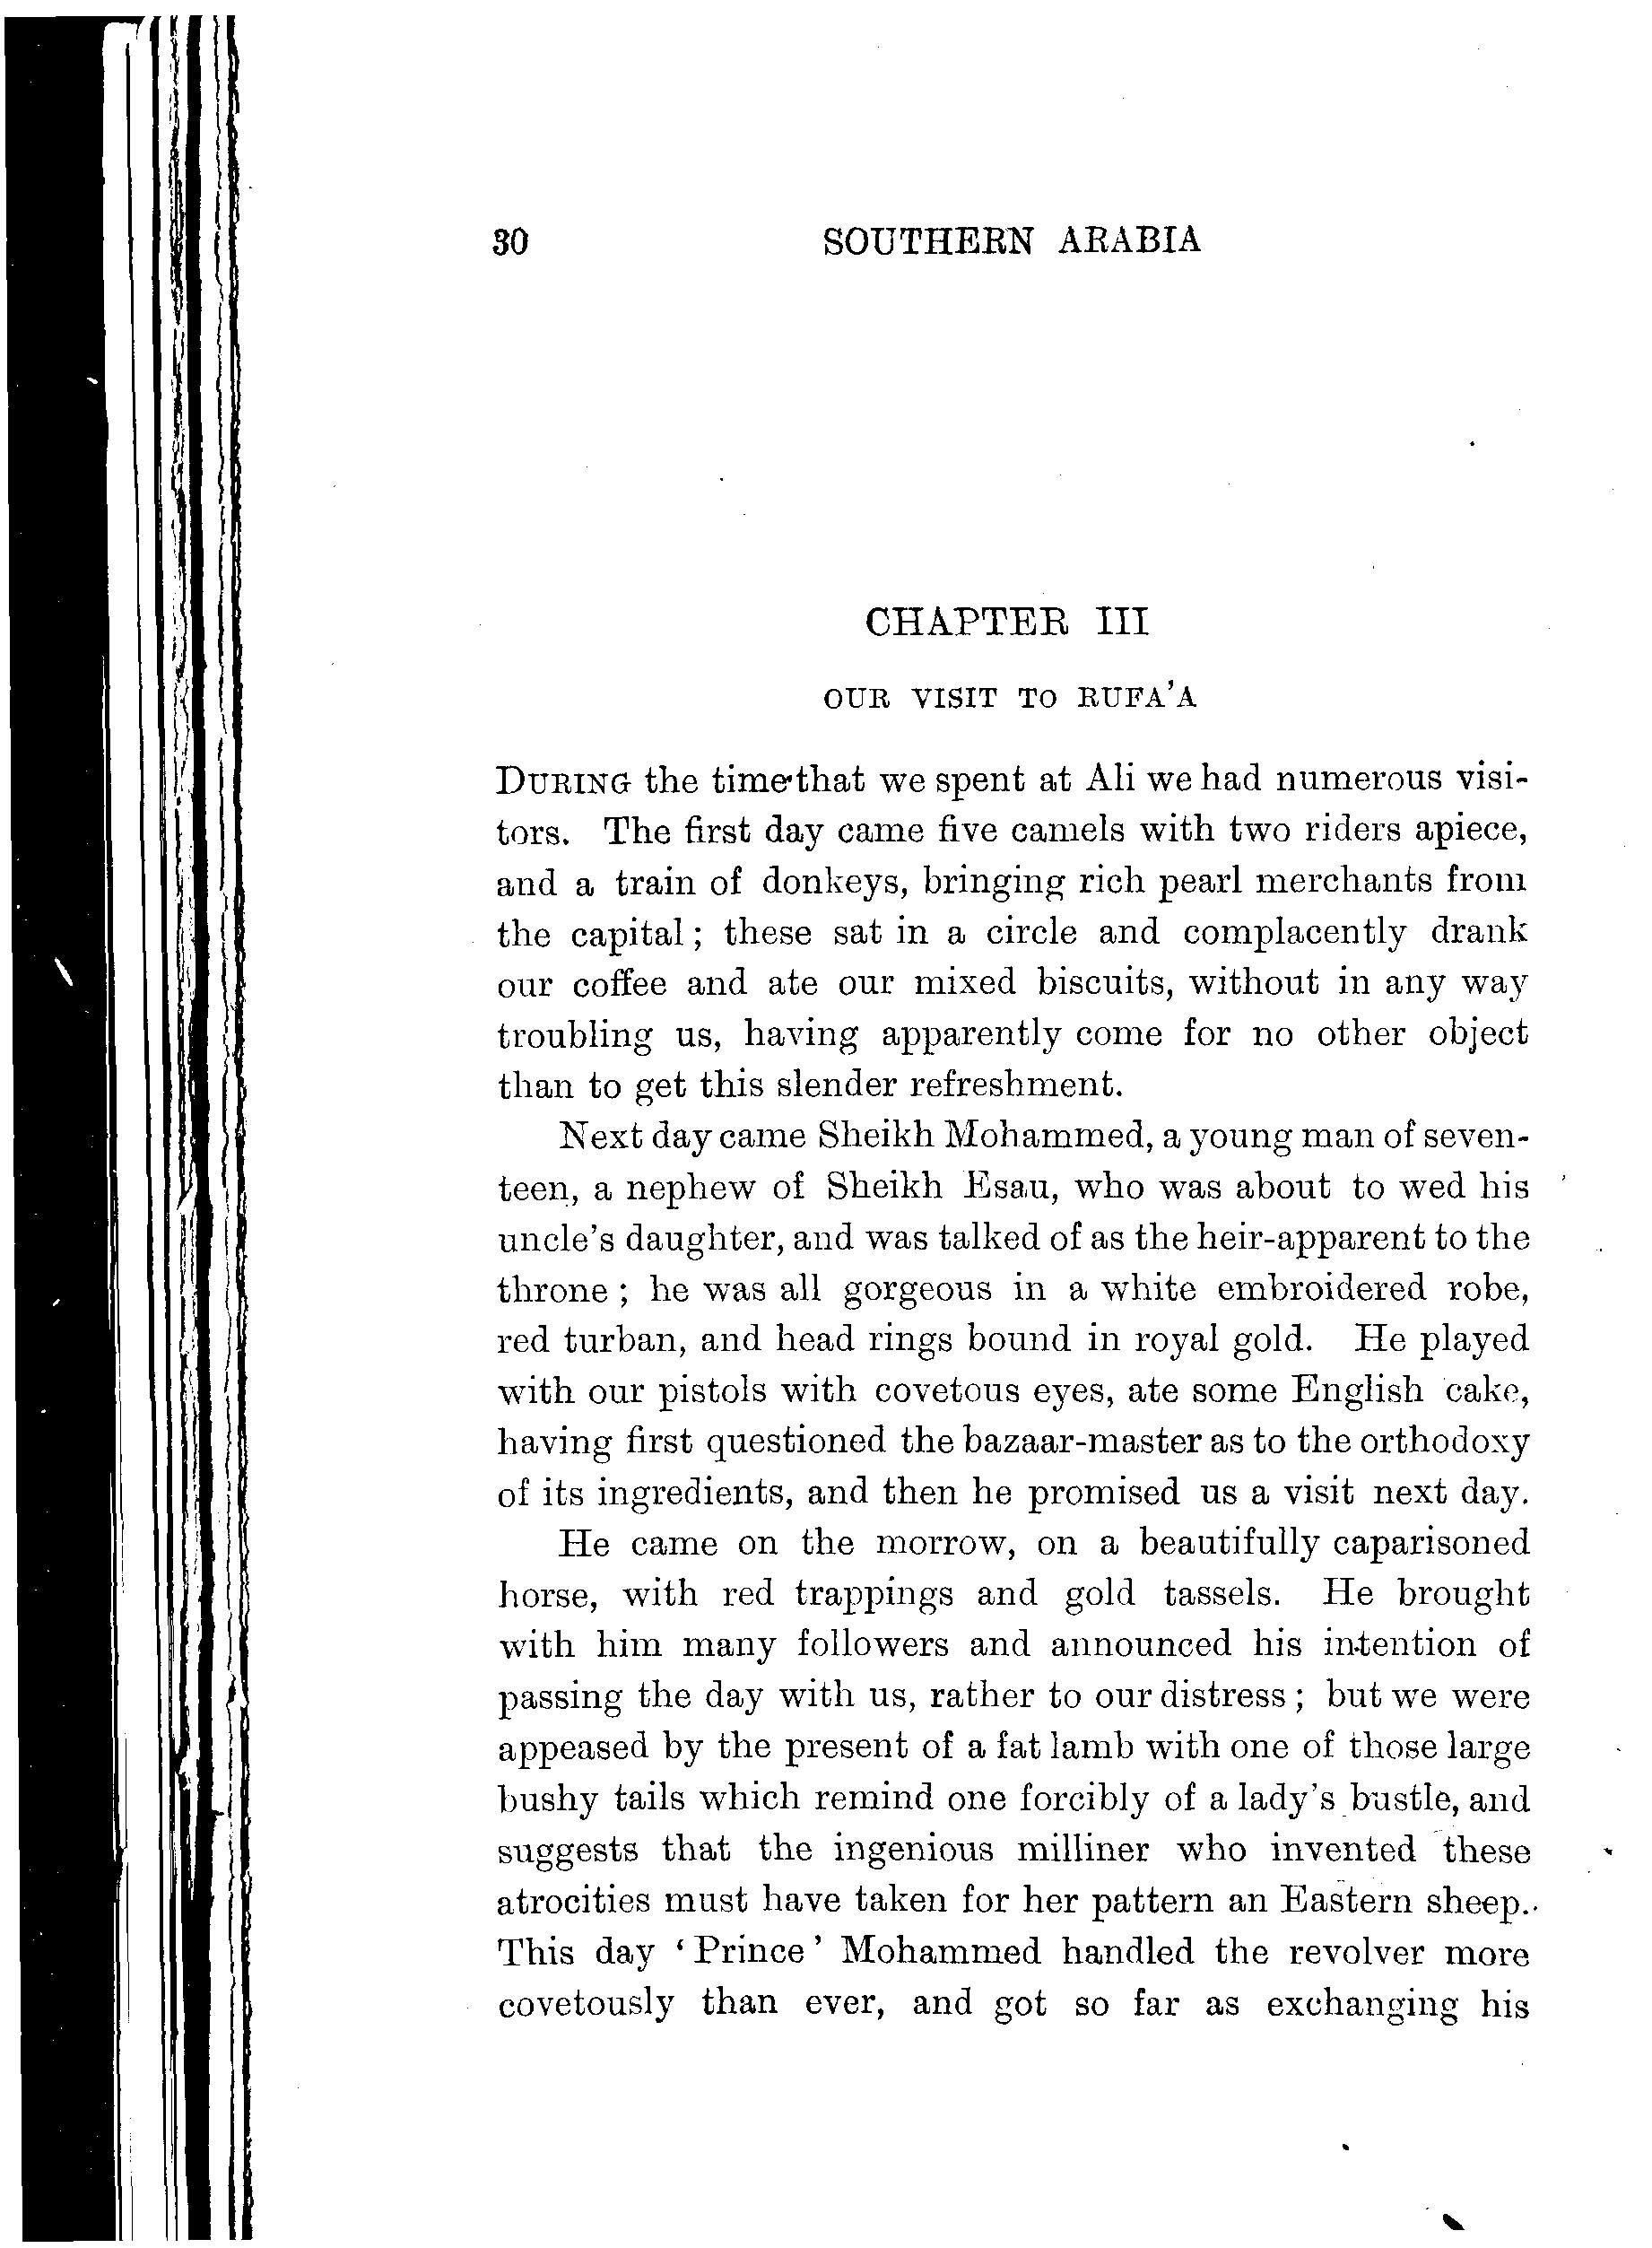 30 SOUTHERN ARABIA
CHAPTER III
OUR VISIT TO RUFA'A
DURING the time that we spent at Ali we had numerous visi-
tors. The first day came five camels with two riders apiece,
and a train of donkeys, bringing rich pearl merchants from
the capital; these sat in a circle and complacently drank
our coffee and ate our mixed biscuits, without in any way
troubling us, having apparently come for no other object
than to get this slender refreshment.
Next day came Sheikh Mohammed, a young man of seven-
teen, a nephew of Sheikh Esau, who was about to wed his
uncle's daughter, and was talked of as the heir-apparent to the
throne; he was all gorgeous in a white embroidered robe,
red turban, and head rings bound in royal gold. He played
with our pistols with covetous eyes, ate some English cake,
having first questioned the bazaar-master as to the orthodoxy
of its ingredients, and then he promised us a visit next day.
He came on the morrow, on a beautifully caparisoned
horse, with red trappings and gold tassels. He brought
with him many followers and announced his intention of
passing the day with us, rather to our distress; but we were
appeased by the present of a fat lamb with one of those large
bushy tails which remind one forcibly of a lady's bustle, and
suggests that the ingenious milliner who invented these
atrocities must have taken for her pattern an Eastern sheep.
This day ‘Prince’ Mohammed handled the revolver more
covetously than ever, and got so far as exchanging his